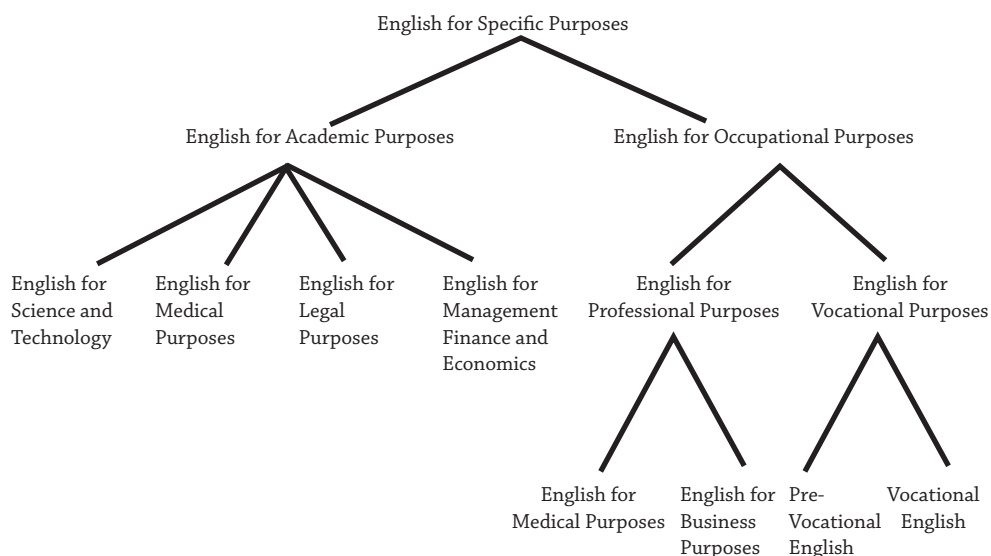 English for Specific Purposes
English for Academic Purposes
English for Occupational Purposes
English for
Science and
Technology
English for
Medical
Purposes
English for
Legal
Purposes
English for
Management
Finance and
Economics
English for
Professional Purposes
English for
Vocational Purposes
English for
Medical Purposes
English for
Business
Purposes
Pre-
Vocational
English
Vocational
English